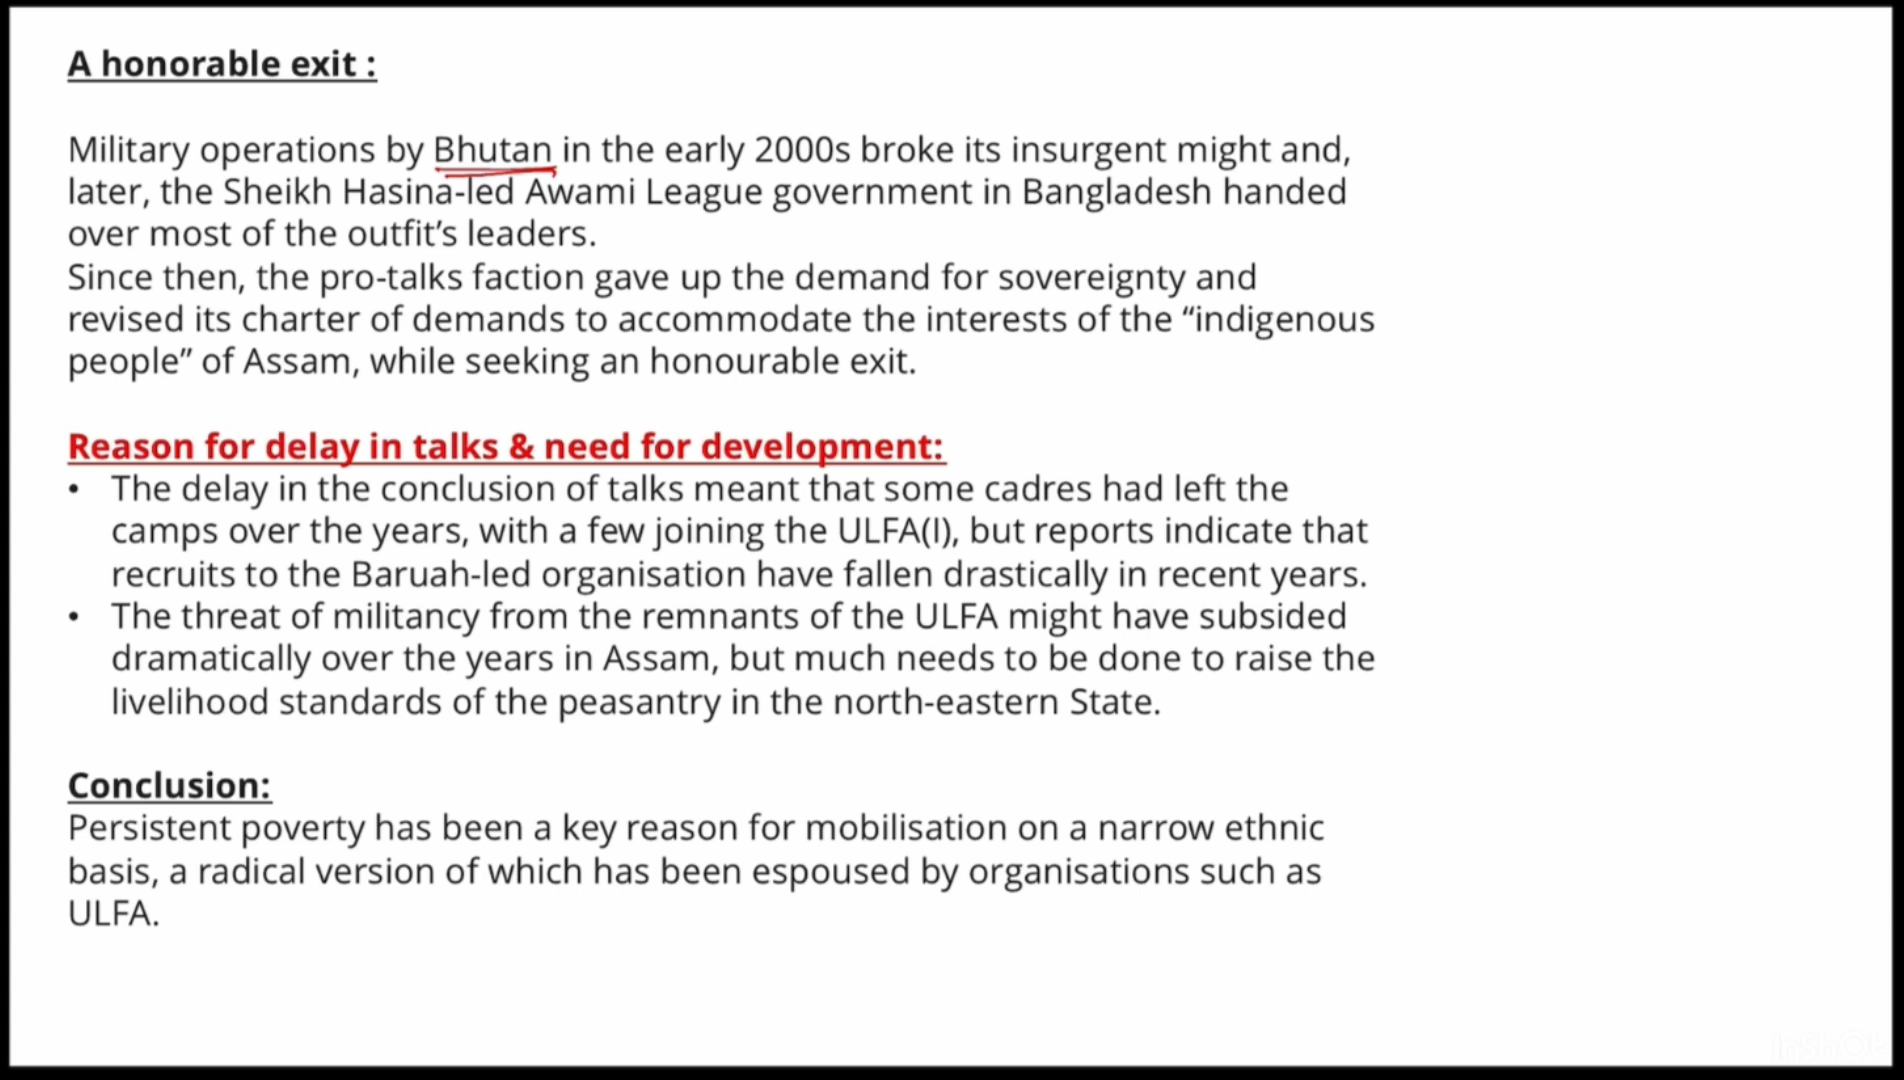 A honorable exit :
Military operations by Bhutan in the early 2000s broke its insurgent might and,
later, the Sheikh Hasina-led Awami League government in Bangladesh handed
over most of the outfit’s leaders.
Since then, the pro-talks faction gave up the demand for sovereignty and
revised its charter of demands to accommodate the interests of the “indigenous
people” of Assam, while seeking an honourable exit.
Reason for delay in talks & need for development:
• The delay in the conclusion of talks meant that some cadres had left the
camps over the years, with a few joining the ULFA(I), but reports indicate that
recruits to the Baruah-led organisation have fallen drastically in recent years.
• The threat of militancy from the remnants of the ULFA might have subsided
dramatically over the years in Assam, but much needs to be done to raise the
livelihood standards of the peasantry in the north-eastern State.
Conclusion:
Persistent poverty has been a key reason for mobilisation on a narrow ethnic
basis, a radical version of which has been espoused by organisations such as
ULFA.